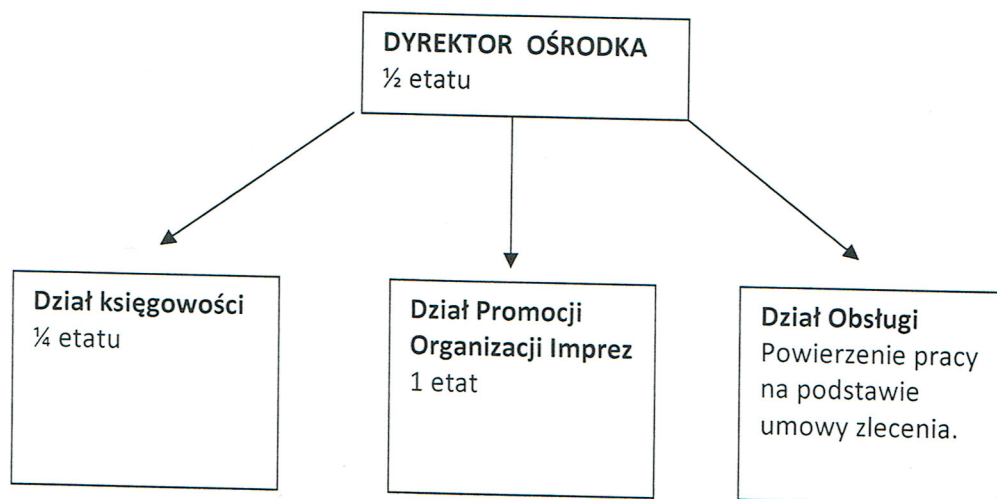 DYREKTOR OŚRODKA
½ etatu
Dział księgowości
¼ etatu
Dział Promocji
Organizacji Imprez
1 etat
Dział Obsługi
Powierzenie pracy
na podstawie
umowy zlecenia.